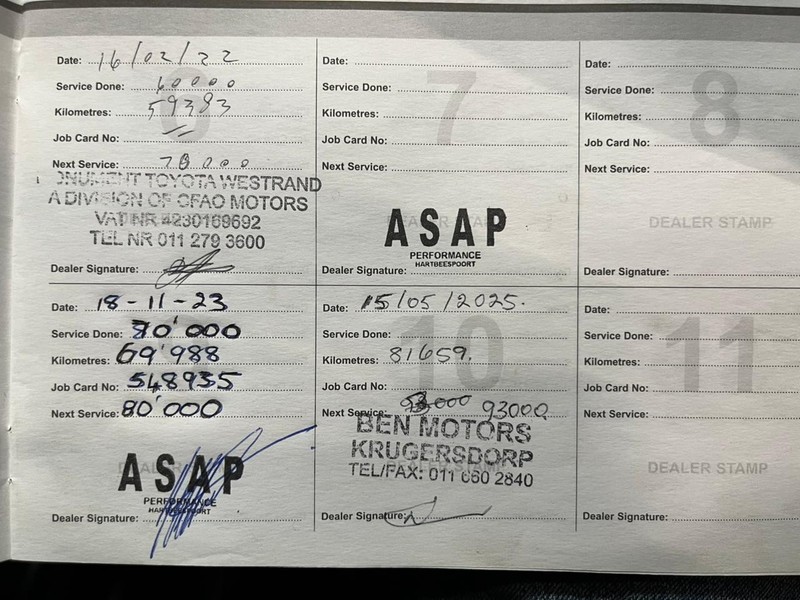 Date: 16/02/22
Service Done: 60000
Kilometres: 59383
Job Card No:
Next Service: 70000
ONUMENT TOYOTA WESTRAND
A DIVISION OF CFAO MOTORS
VAT NR 4230169692
TEL NR 011 279 3600
Dealer Signature:
7
Date:
Service Done:
Kilometres:
Job Card No:
Next Service:
ASAP
PERFORMANCE
HARTBEESPOORT
Dealer Signature:
8
Date:
Service Done:
Kilometres:
Job Card No:
Next Service:
DEALER STAMP
Dealer Signature:
Date: 18-11-23
Service Done: 70'000
Kilometres: 69'988
Job Card No: 548935
Next Service: 80'000
ASAP
PERFORMANCE
HARTBEESPOORT
Dealer Signature:
10
Date: 15/05/2025.
Service Done:
Kilometres: 81659.
Job Card No:
Next Service: 93000
BEN MOTORS
KRUGERSDORP
TEL/FAX: 011 660 2840
Dealer Signature:
11
Date:
Service Done:
Kilometres:
Job Card No:
Next Service:
DEALER STAMP
Dealer Signature: